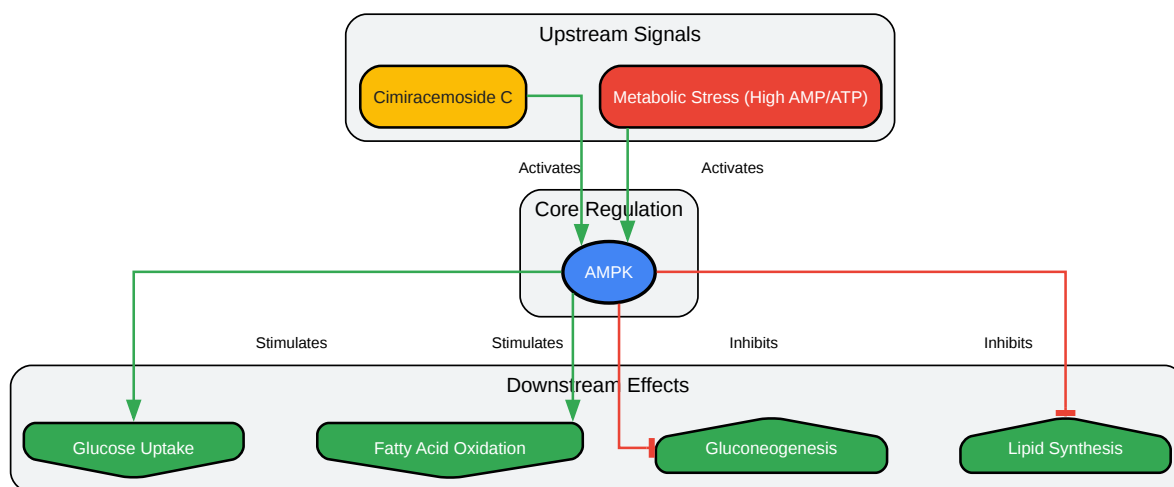 Upstream Signals
Cimiracemoside C
Metabolic Stress (High AMP/ATP)
Activates
Activates
Core Regulation
AMPK
Stimulates
Stimulates
Inhibits
Inhibits
Downstream Effects
Glucose Uptake
Fatty Acid Oxidation
Gluconeogenesis
Lipid Synthesis